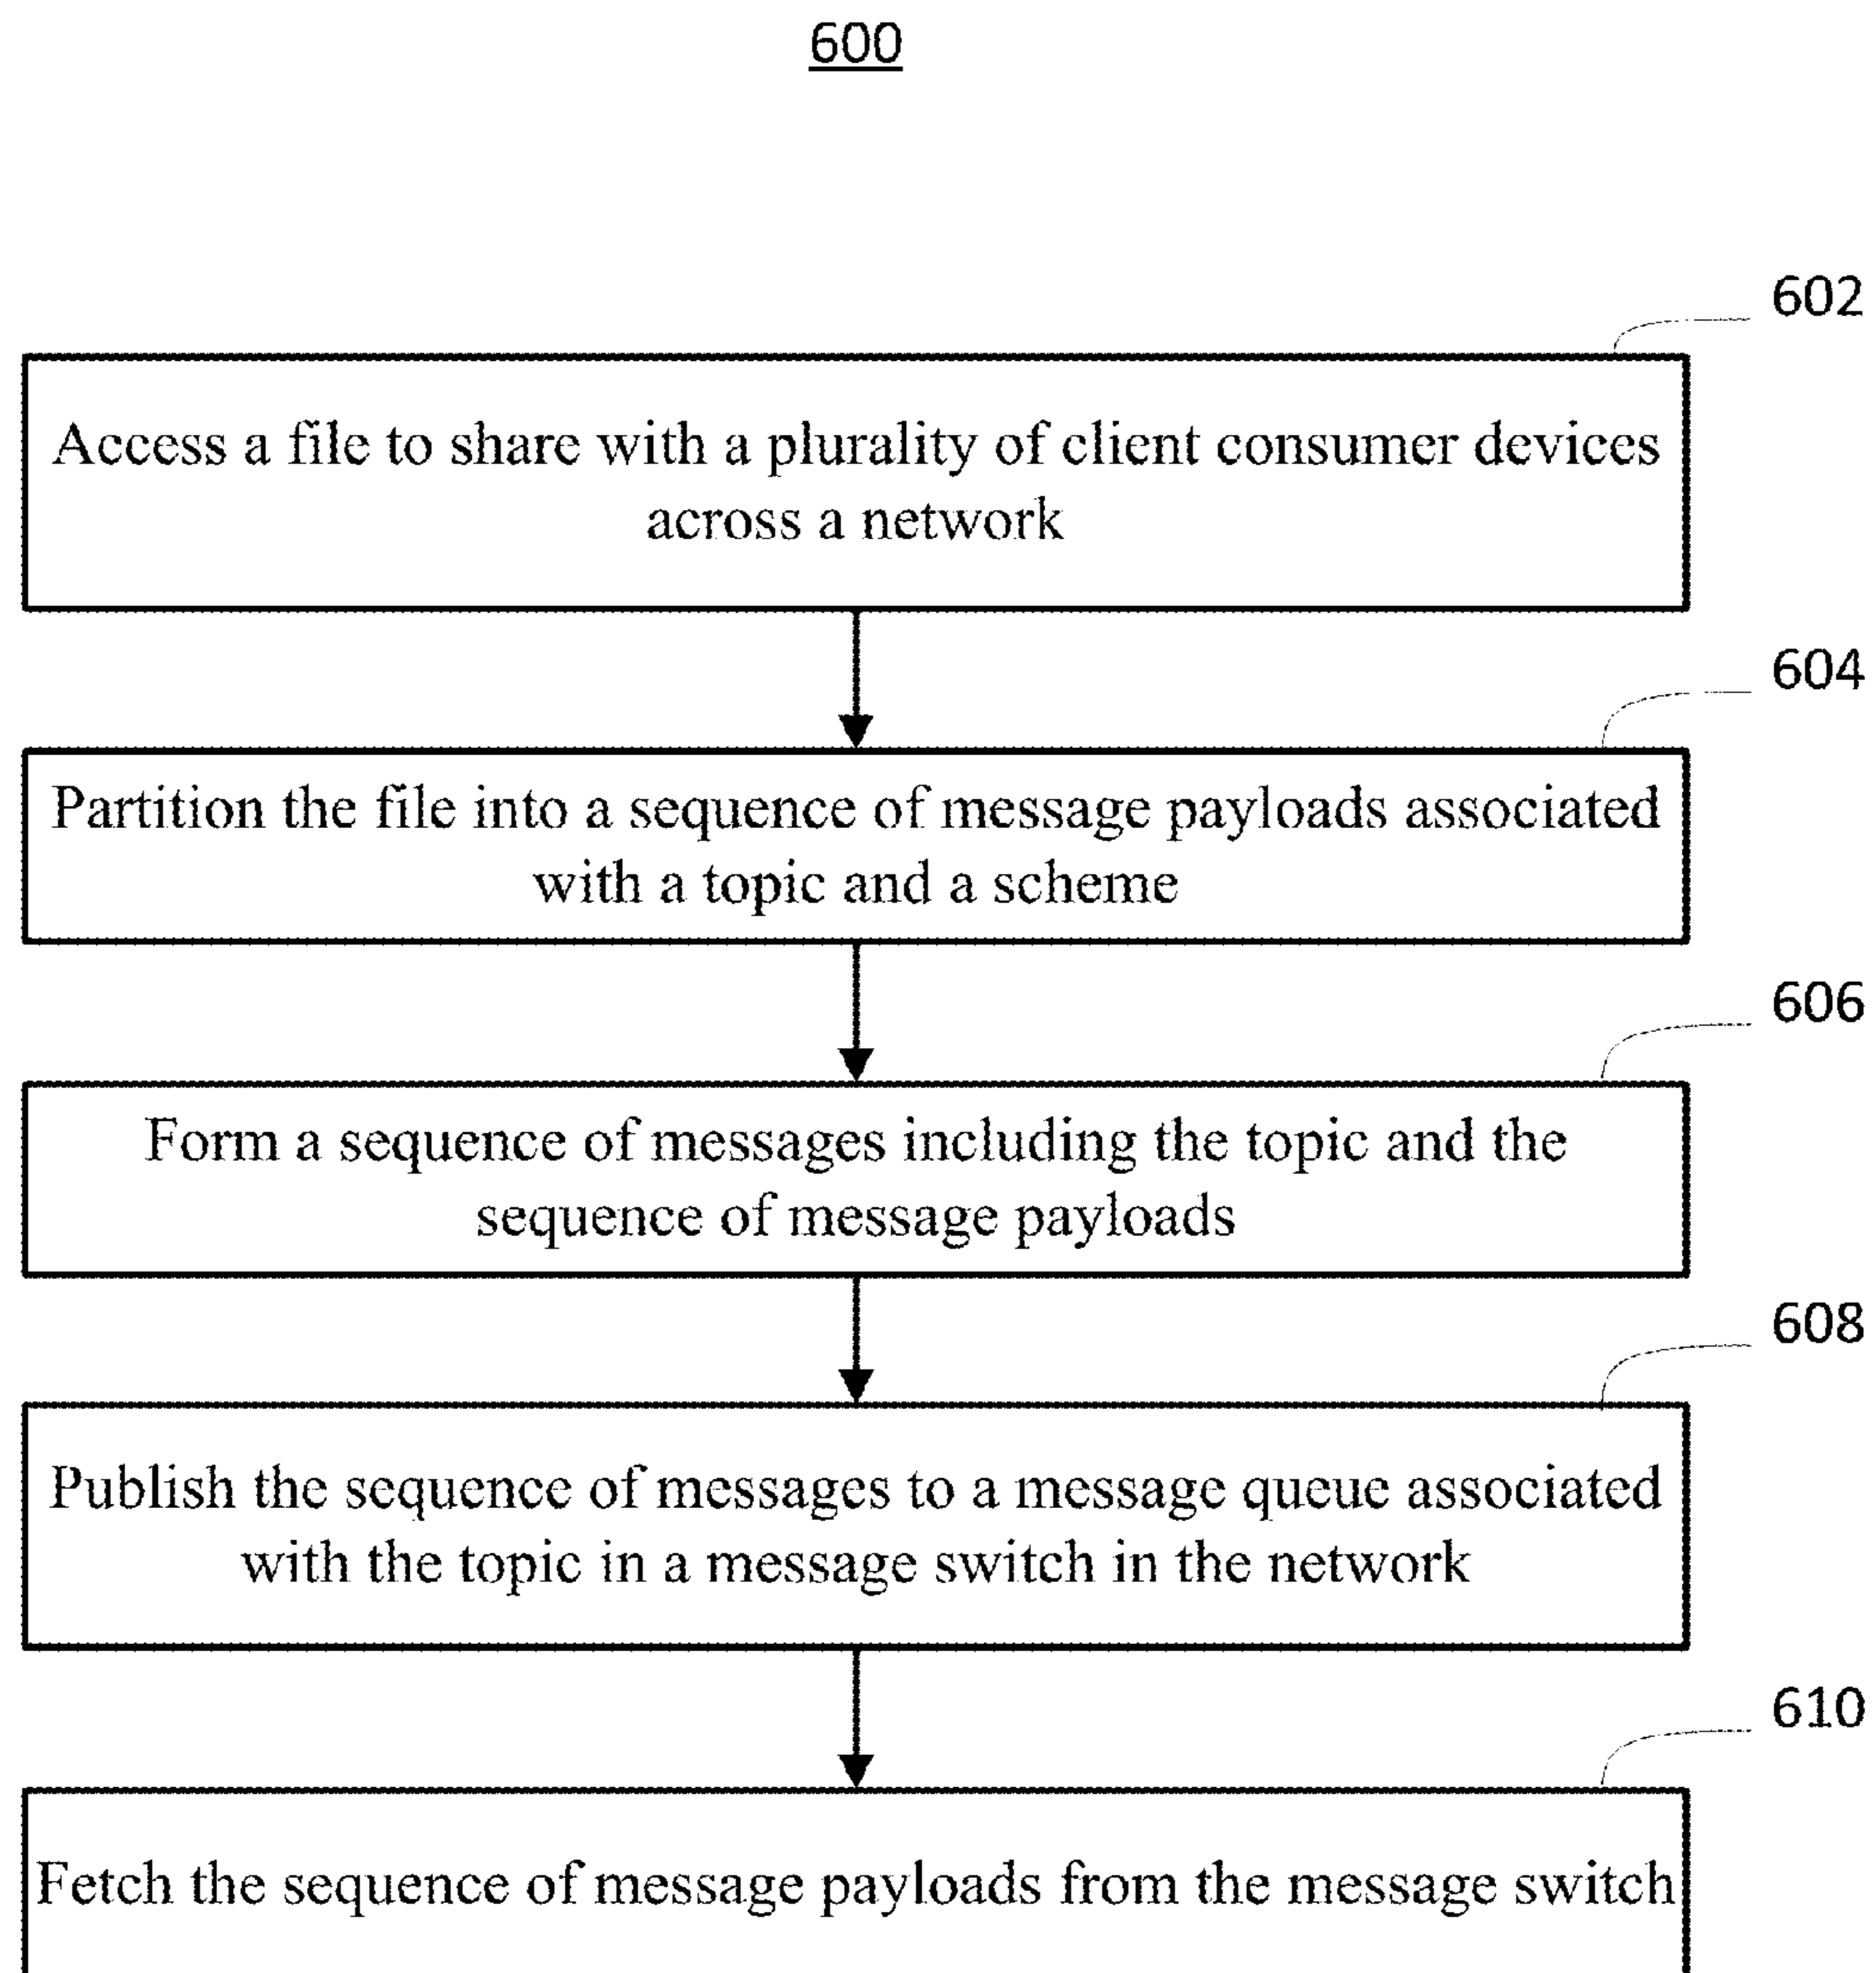 600
602
Access a file to share with a plurality of client consumer devices
across a network
604
Partition the file into a sequence of message payloads associated
with a topic and a scheme
606
Form a sequence of messages including the topic and the
sequence of message payloads
608
Publish the sequence of messages to a message queue associated
with the topic in a message switch in the network
610
Fetch the sequence of message payloads from the message switch